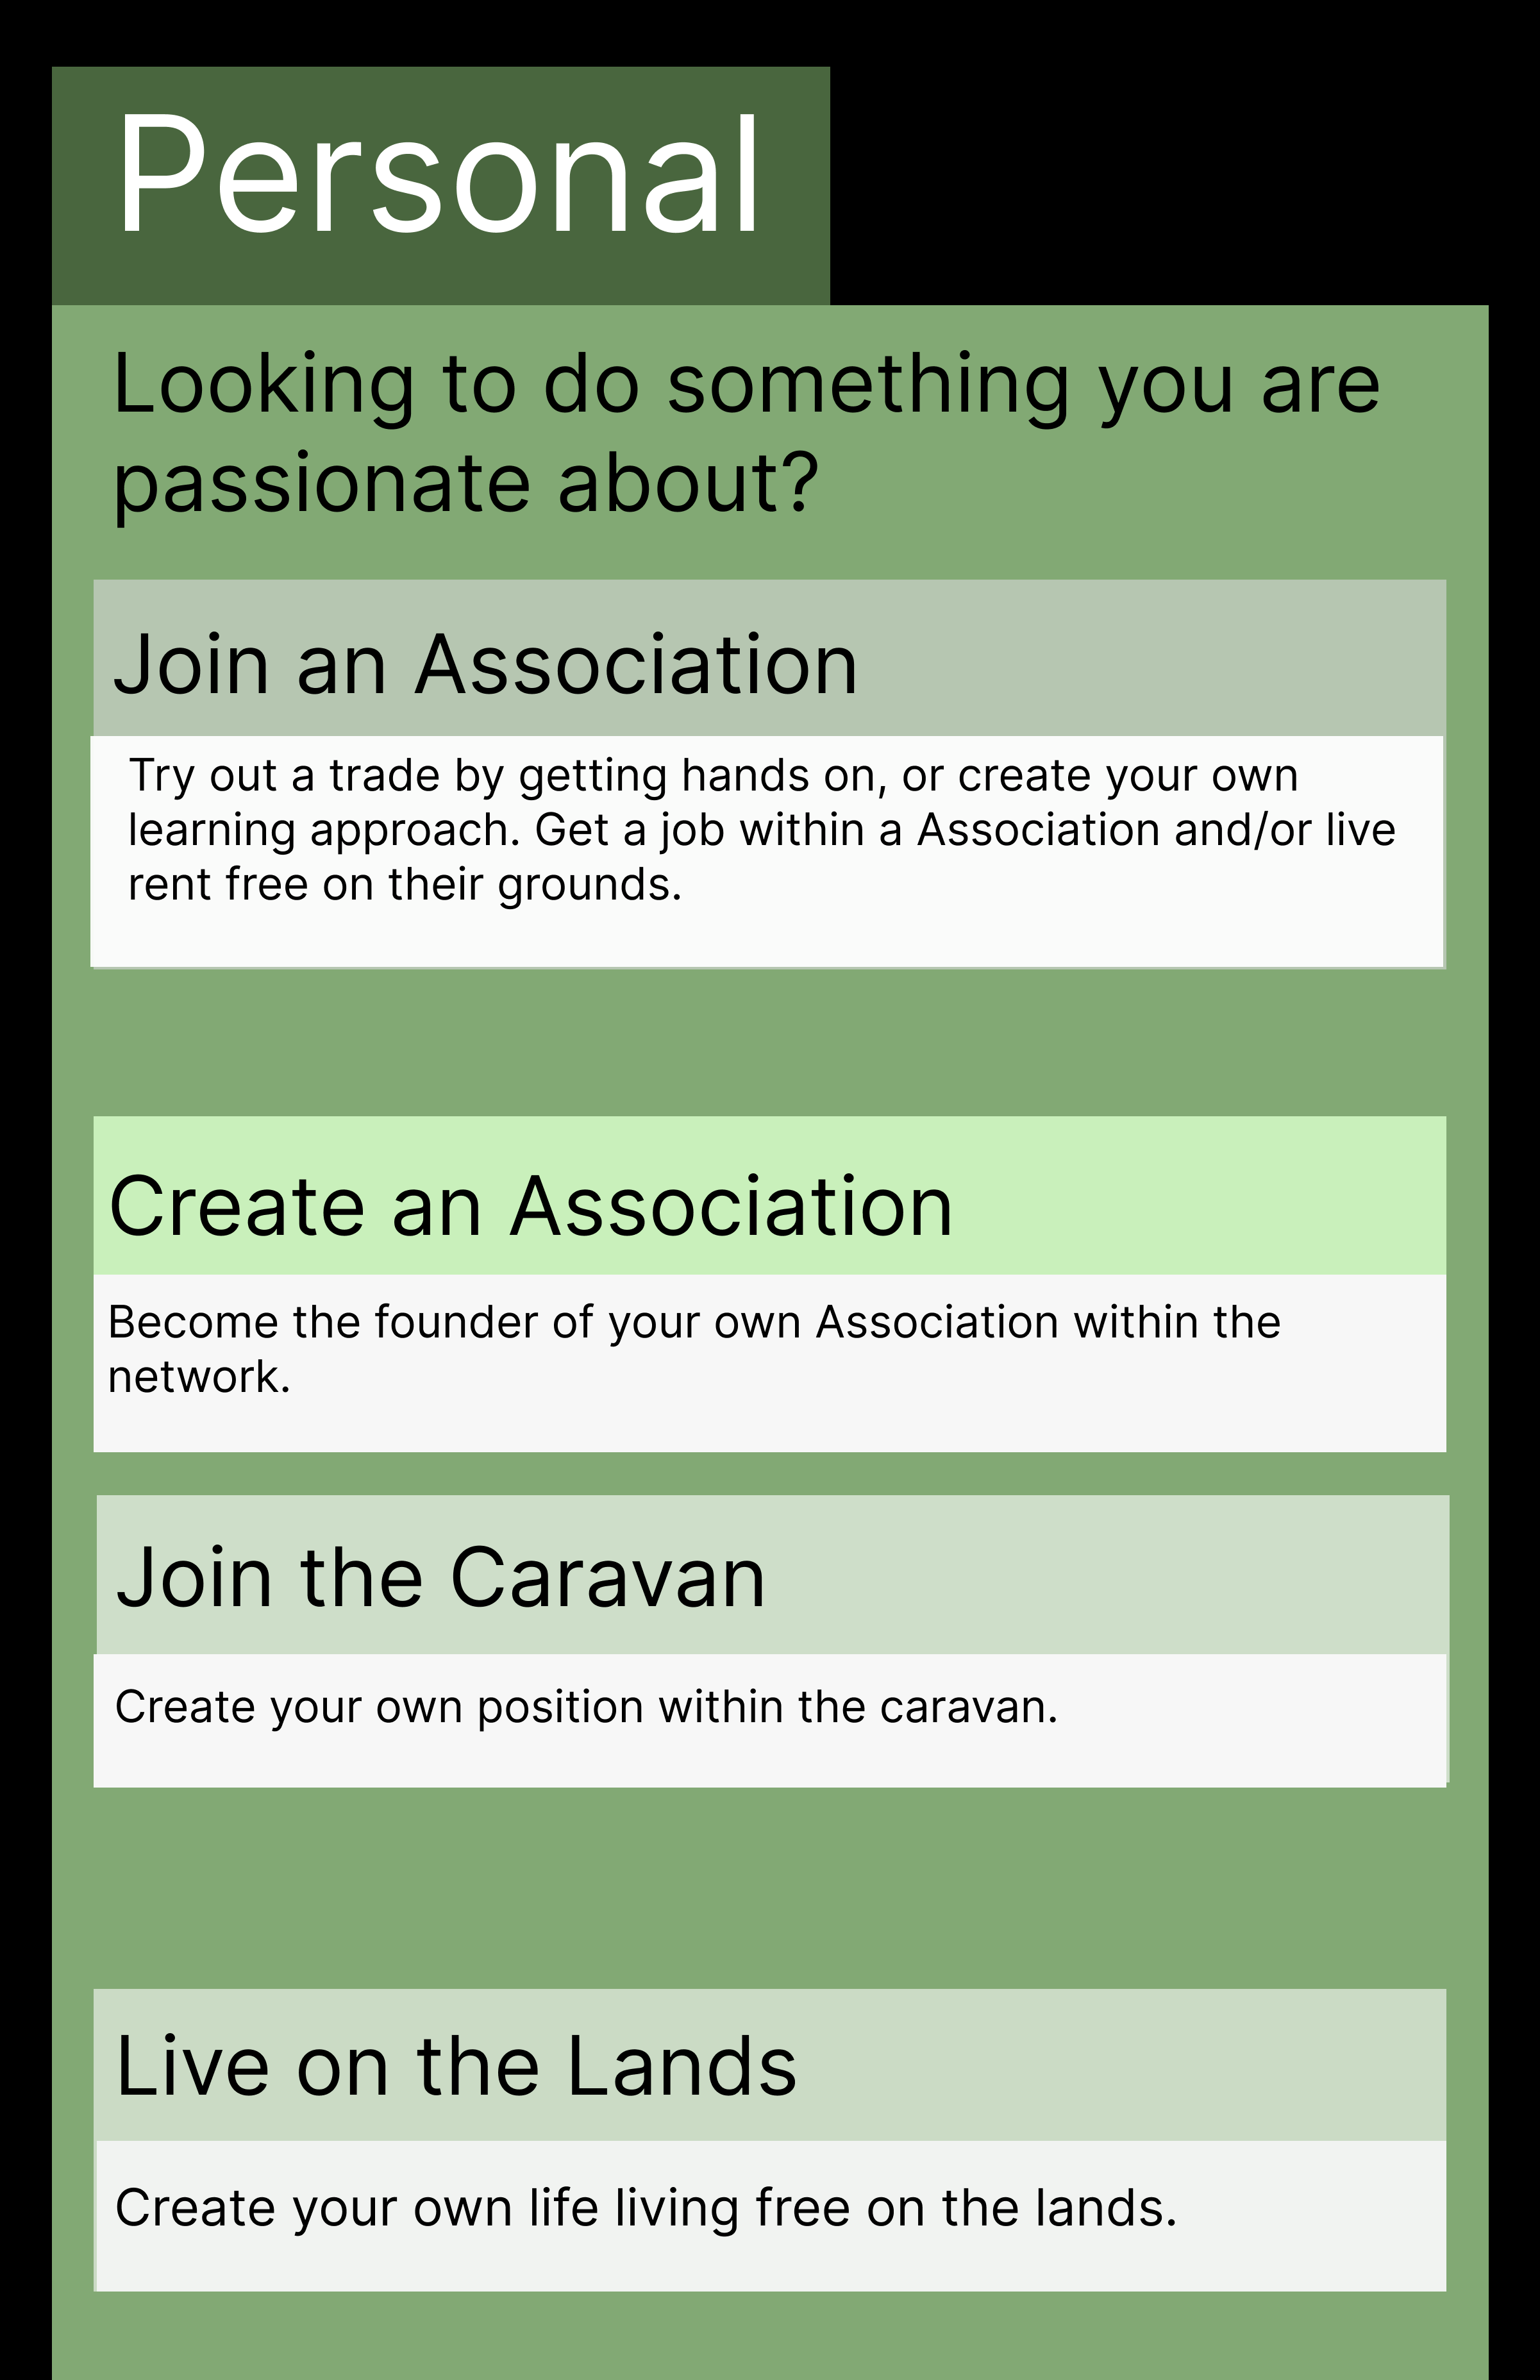 Personal
Looking to do something you are
passionate about?
Join an Association
Try out a trade by getting hands on, or create your own
learning approach. Get a job within a Association and/or live
rent free on their grounds.
Create an Association
Become the founder of your own Association within the
network.
Join the Caravan
Create your own position within the caravan.
Live on the Lands
Create your own life living free on the lands.